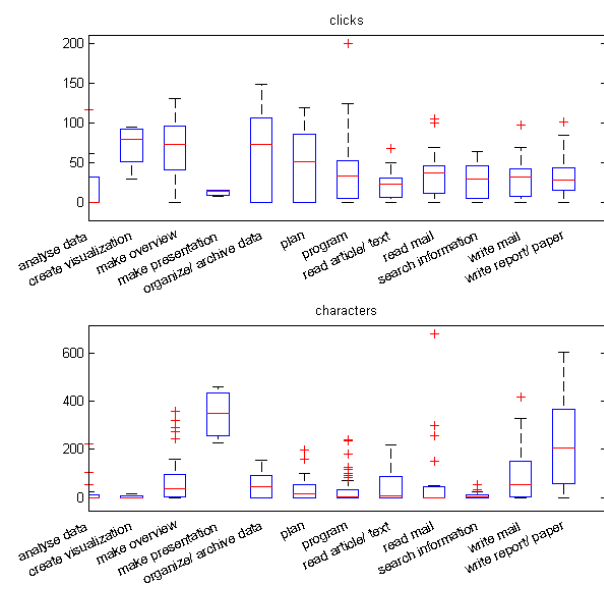 clicks
200
150
100
50
0
analyse data
create visualization
make overview
make presentation
organize/ archive data
plan
program
read article/ text
read mail
search information
write mail
write report/ paper
characters
600
400
200
0
analyse data
create visualization
make overview
make presentation
organize/ archive data
plan
program
read article/ text
read mail
search information
write mail
write report/ paper